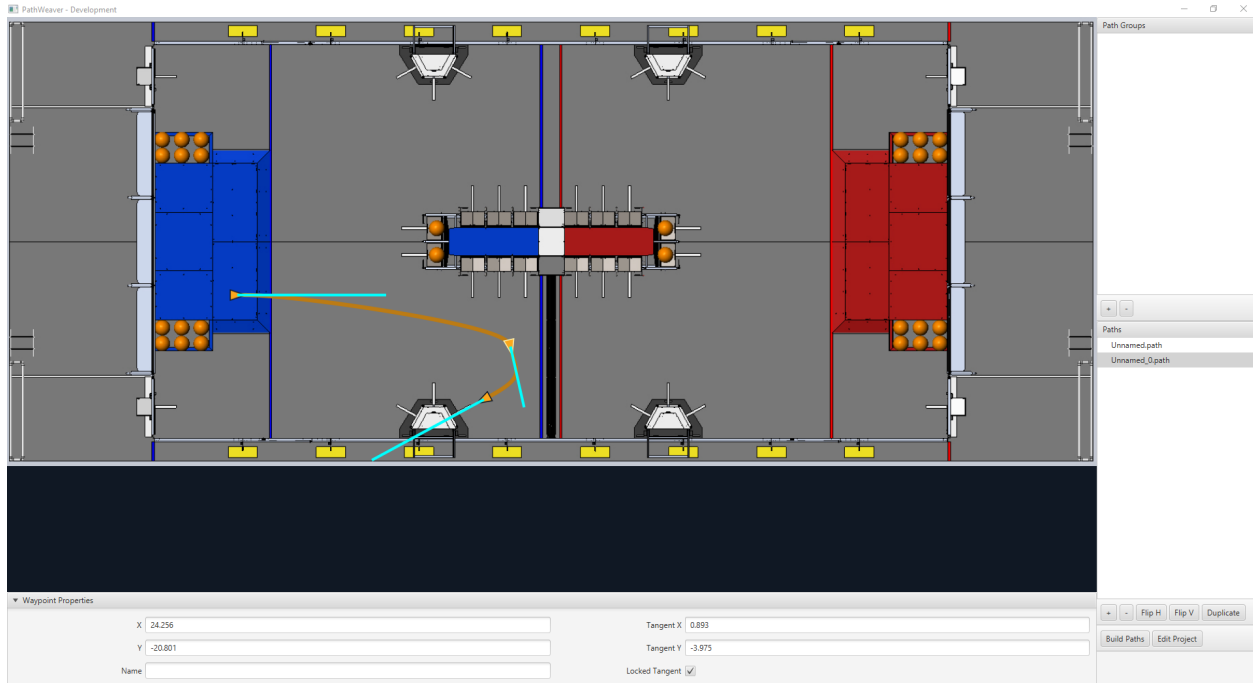 PathWeaver - Development
Path Groups
+ -
Paths
Unnamed.path
Unnamed_0.path
+ - Flip H Flip V Duplicate
Build Paths Edit Project
Waypoint Properties
X 24.256 Tangent X 0.893
Y -20.801 Tangent Y -3.975
Name Locked Tangent